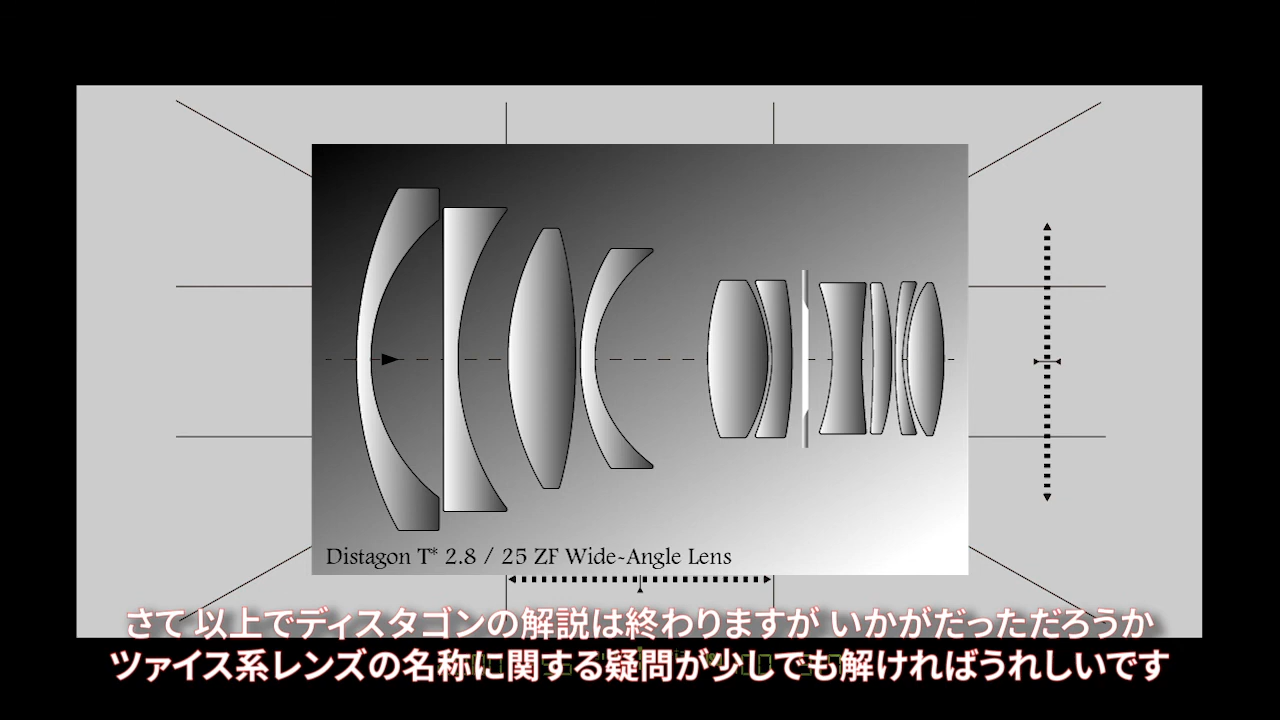 Distagon T* 2.8 / 25 ZF Wide-Angle Lens
さて 以上でディスタゴンの解説は終わりますが いかがだっただろうか
ツァイス系レンズの名称に関する疑問が少しでも解ければうれしいです